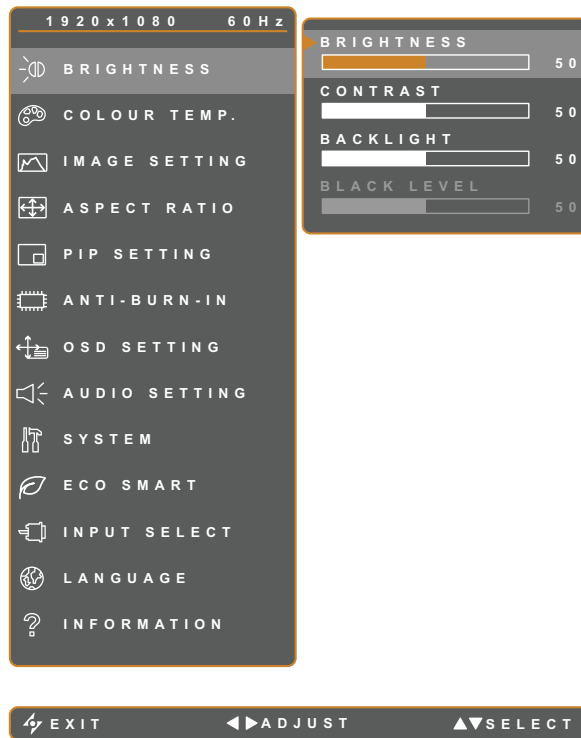 1920x1080 60Hz
BRIGHTNESS
COLOUR TEMP.
IMAGE SETTING
ASPECT RATIO
PIP SETTING
ANTI-BURN-IN
OSD SETTING
AUDIO SETTING
SYSTEM
ECO SMART
INPUT SELECT
LANGUAGE
INFORMATION
BRIGHTNESS
50
CONTRAST
50
BACKLIGHT
50
BLACK LEVEL
50
EXIT ADJUST SELECT